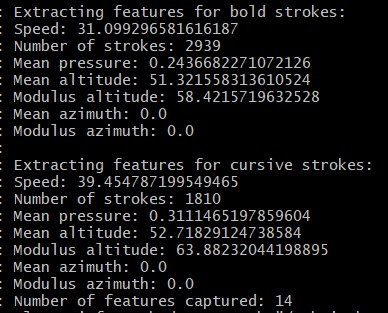 : Extracting features for bold strokes:
: Speed: 31.099296581616187
: Number of strokes: 2939
: Mean pressure: 0.2436682271072126
: Mean altitude: 51.321558313610524
: Modulus altitude: 58.4215719632528
: Mean azimuth: 0.0
: Modulus azimuth: 0.0
:
: Extracting features for cursive strokes:
: Speed: 39.454787199549465
: Number of strokes: 1810
: Mean pressure: 0.3111465197859604
: Mean altitude: 52.71829124738584
: Modulus altitude: 63.88232044198895
: Mean azimuth: 0.0
: Modulus azimuth: 0.0
: Number of features captured: 14